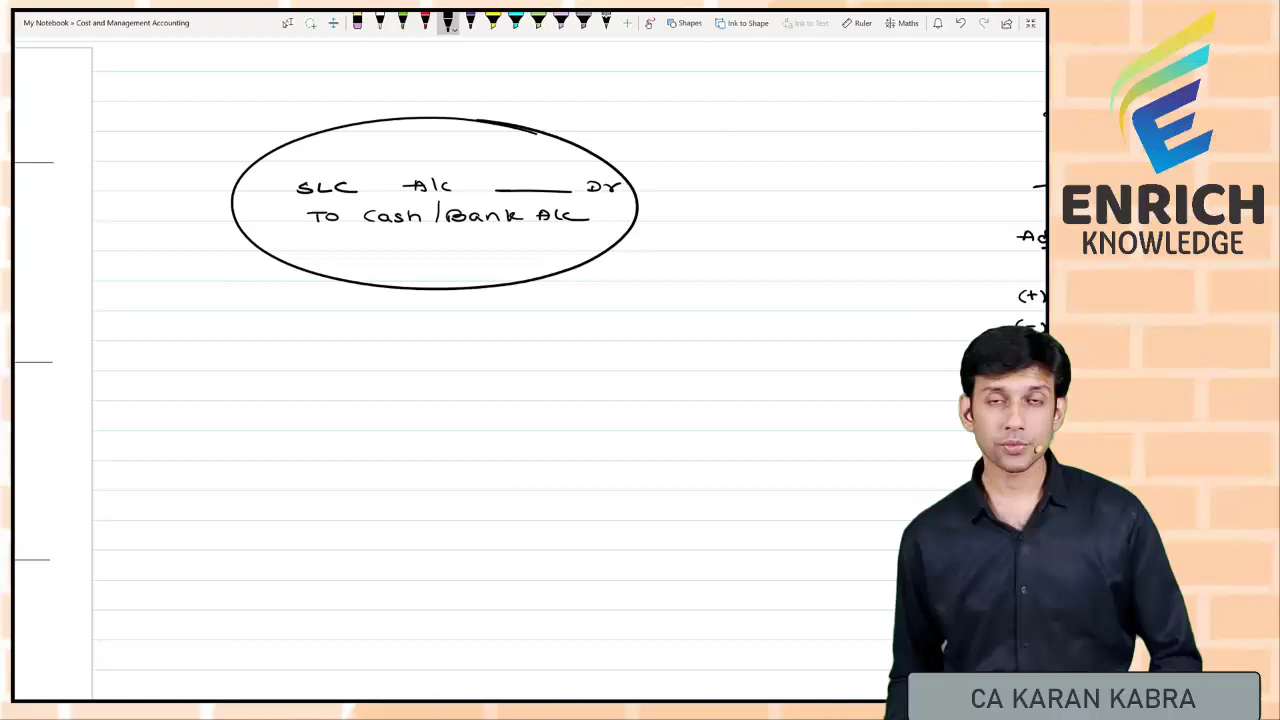 My Notebook » Cost and Management Accounting
Shapes
Ink to Shape
Ink to Text
Ruler
Maths
SLC A/c ______ Dr
TO Cash/Bank A/c
(+)
(-)
ENRICH
KNOWLEDGE
CA KARAN KABRA